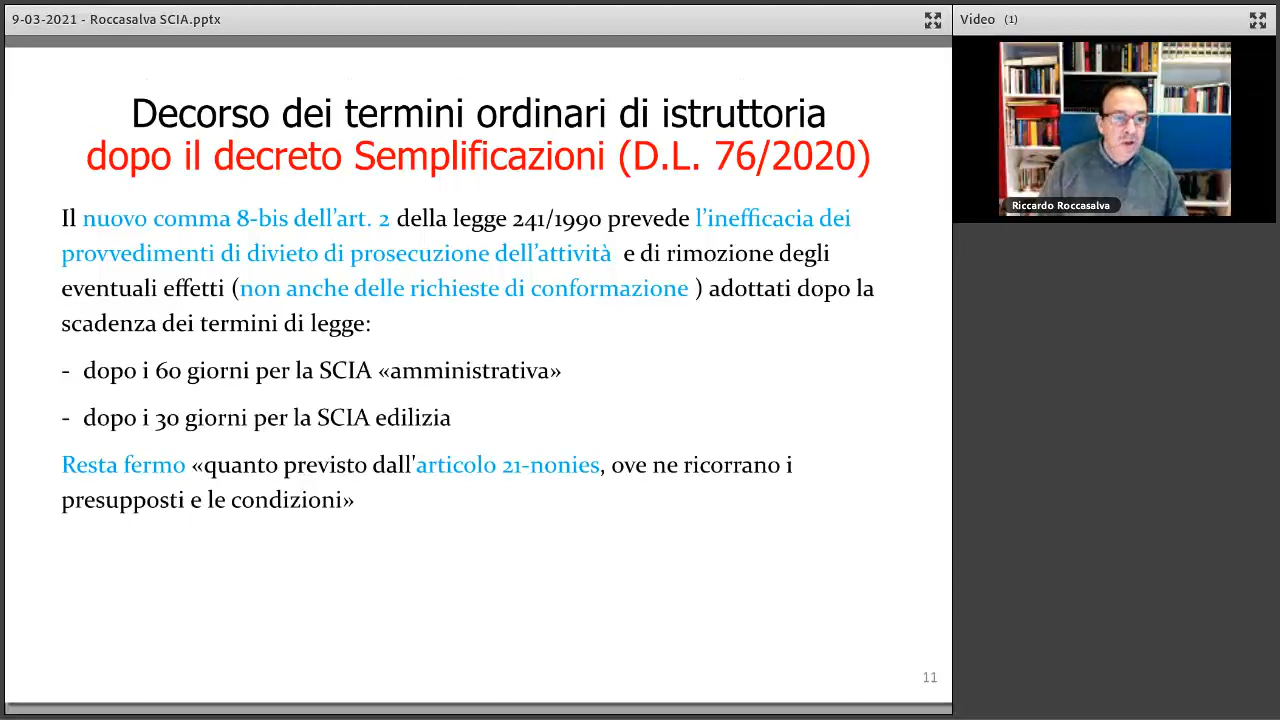 9-03-2021 - Roccasalva SCIA.pptx
Video (1)
Riccardo Roccasalva
Decorso dei termini ordinari di istruttoria
dopo il decreto Semplificazioni (D.L. 76/2020)
Il nuovo comma 8-bis dell'art. 2 della legge 241/1990 prevede l'inefficacia dei
provvedimenti di divieto di prosecuzione dell'attività e di rimozione degli
eventuali effetti (non anche delle richieste di conformazione ) adottati dopo la
scadenza dei termini di legge:
- dopo i 60 giorni per la SCIA «amministrativa»
- dopo i 30 giorni per la SCIA edilizia
Resta fermo «quanto previsto dall'articolo 21-nonies, ove ne ricorrano i
presupposti e le condizioni»
11